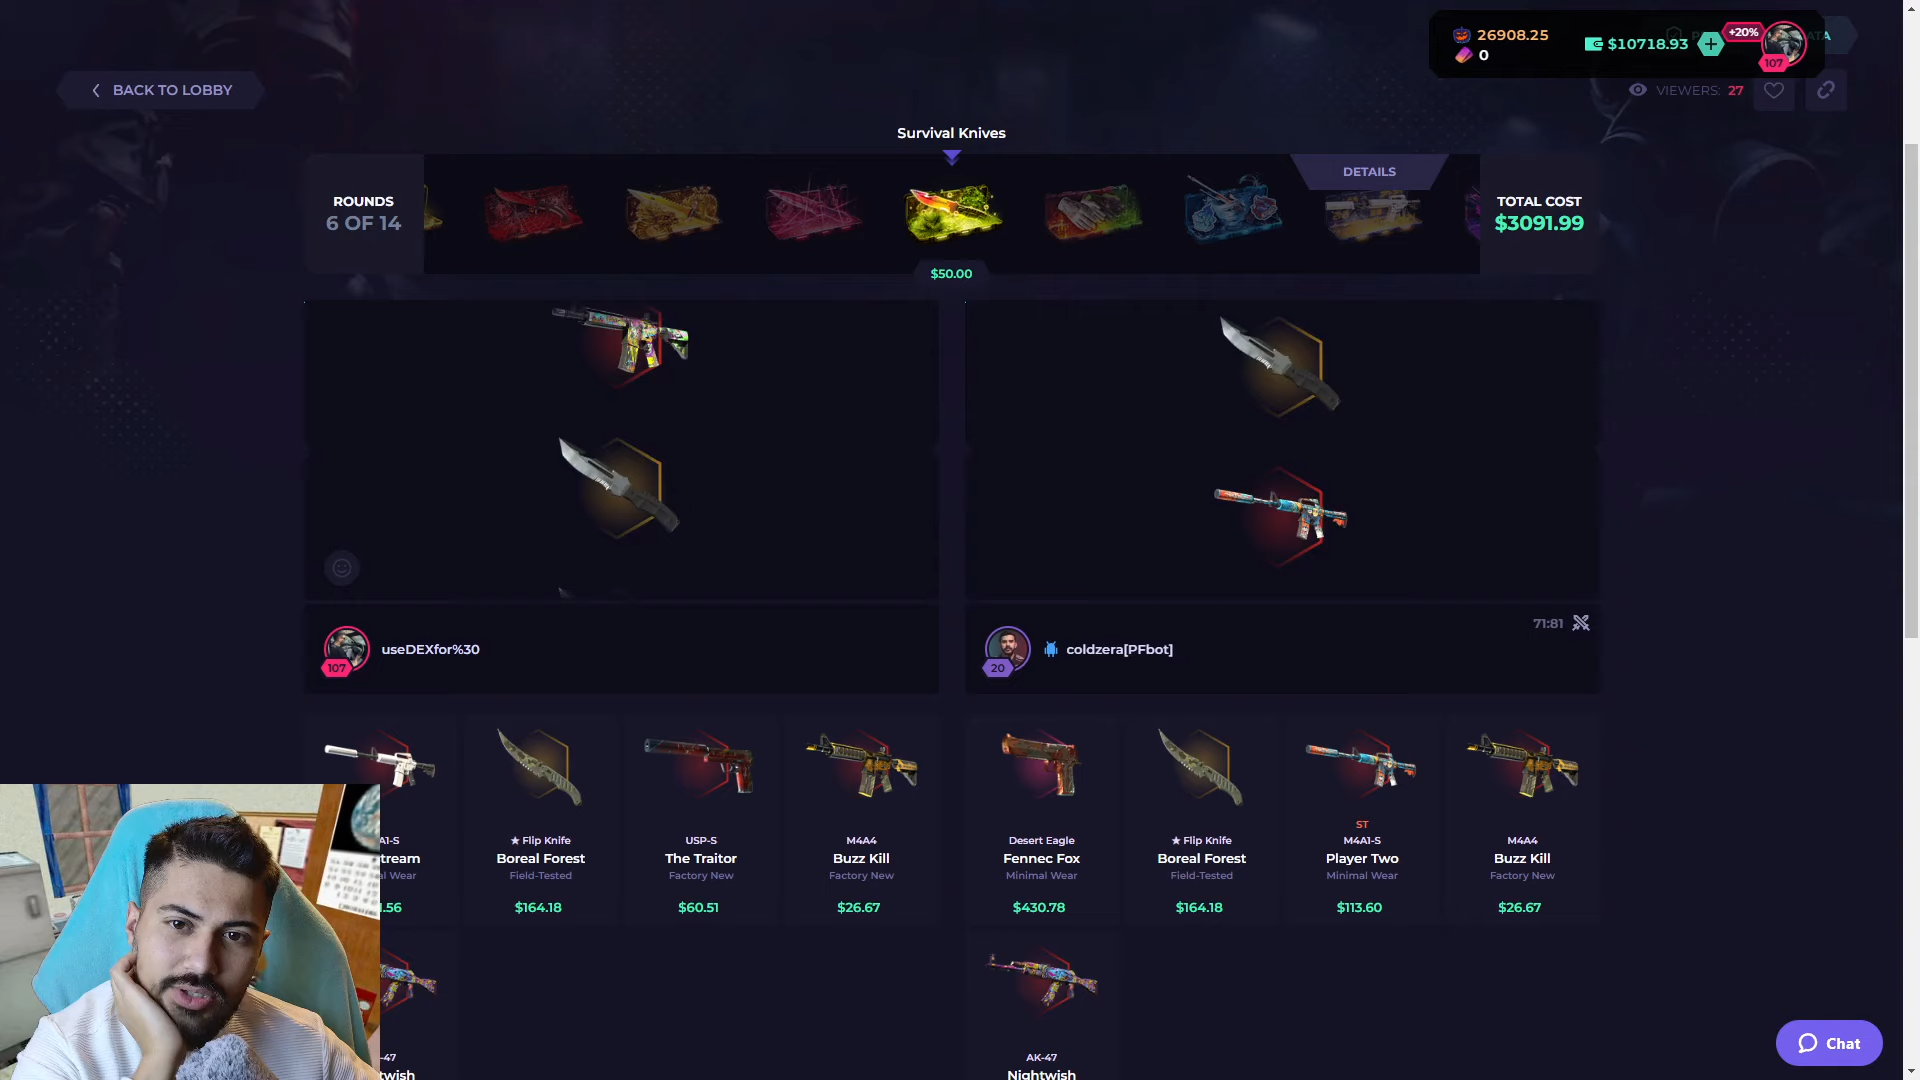 26908.25
0
$10718.93
+20%
107
BACK TO LOBBY
VIEWERS: 27
Survival Knives
DETAILS
ROUNDS
6 OF 14
TOTAL COST
$3091.99
$50.00
71:81
107
useDEXfor%30
20
coldzera[PFbot]
tream
.56
★ Flip Knife
Boreal Forest
Field-Tested
$164.18
USP-S
The Traitor
Factory New
$60.51
M4A4
Buzz Kill
Factory New
$26.67
Desert Eagle
Fennec Fox
Minimal Wear
$430.78
★ Flip Knife
Boreal Forest
Field-Tested
$164.18
ST
M4A1-S
Player Two
Minimal Wear
$113.60
M4A4
Buzz Kill
Factory New
$26.67
-47
twish
AK-47
Nightwish
Chat